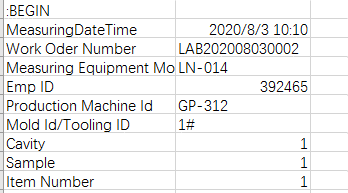 :BEGIN
MeasuringDateTime 2020/8/3 10:10
Work Oder Number LAB202008030002
Measuring Equipment Mo LN-014
Emp ID 392465
Production Machine Id GP-312
Mold Id/Tooling ID 1#
Cavity 1
Sample 1
Item Number 1